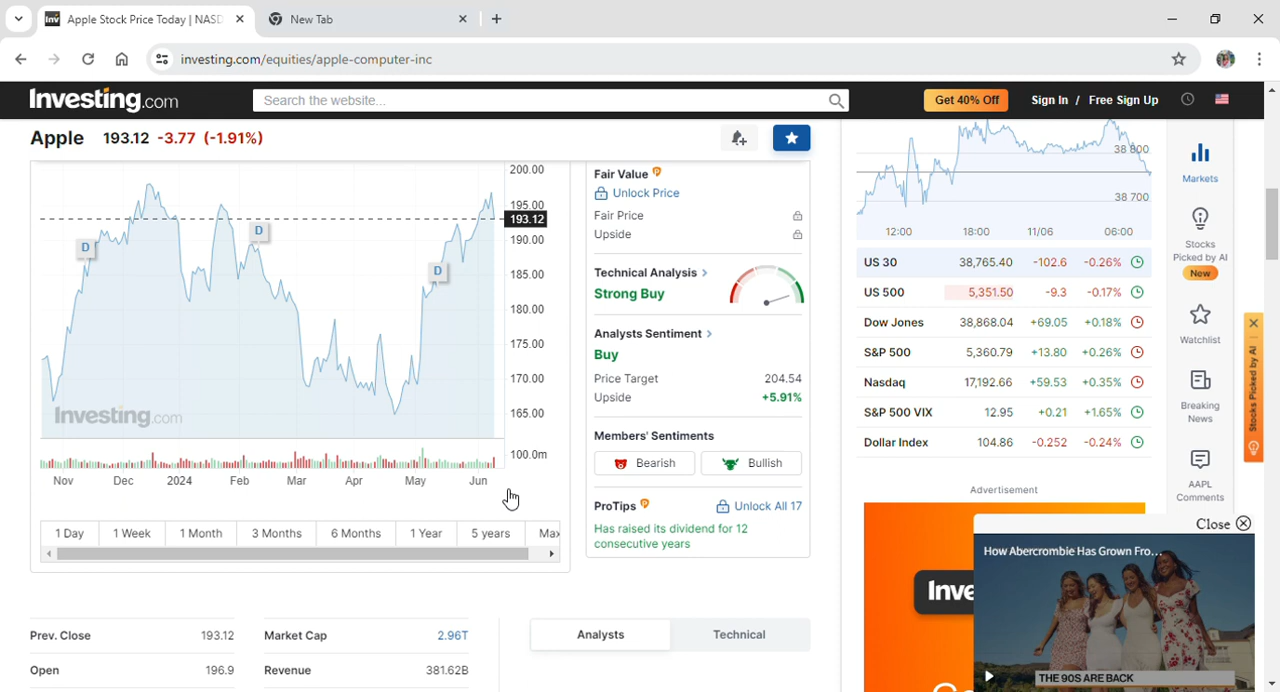 Apple Stock Price Today | NASD
New Tab
investing.com/equities/apple-computer-inc
Investing.com
Search the website...
Get 40% Off
Sign In / Free Sign Up
Apple 193.12 -3.77 (-1.91%)
200.00
195.00
193.12
190.00
185.00
180.00
175.00
170.00
165.00
100.0m
D
D
D
Investing.com
Nov Dec 2024 Feb Mar Apr May Jun
1 Day 1 Week 1 Month 3 Months 6 Months 1 Year 5 years Max
Fair Value
Unlock Price
Fair Price
Upside
Technical Analysis
Strong Buy
Analysts Sentiment
Buy
Price Target 204.54
Upside +5.91%
Members' Sentiments
Bearish Bullish
ProTips Unlock All 17
Has raised its dividend for 12
consecutive years
Prev. Close 193.12 Market Cap 2.96T
Open 196.9 Revenue 381.62B
Analysts Technical
38 800
38 700
12:00 18:00 11/06 06:00
US 30 38,765.40 -102.6 -0.26%
US 500 5,351.50 -9.3 -0.17%
Dow Jones 38,868.04 +69.05 +0.18%
S&P 500 5,360.79 +13.80 +0.26%
Nasdaq 17,192.66 +59.53 +0.35%
S&P 500 VIX 12.95 +0.21 +1.65%
Dollar Index 104.86 -0.252 -0.24%
Advertisement
Inve
Close
How Abercrombie Has Grown Fro...
THE 90S ARE BACK
Markets
Stocks
Picked by AI
New
Watchlist
Breaking
News
AAPL
Comments
Stocks Picked by AI